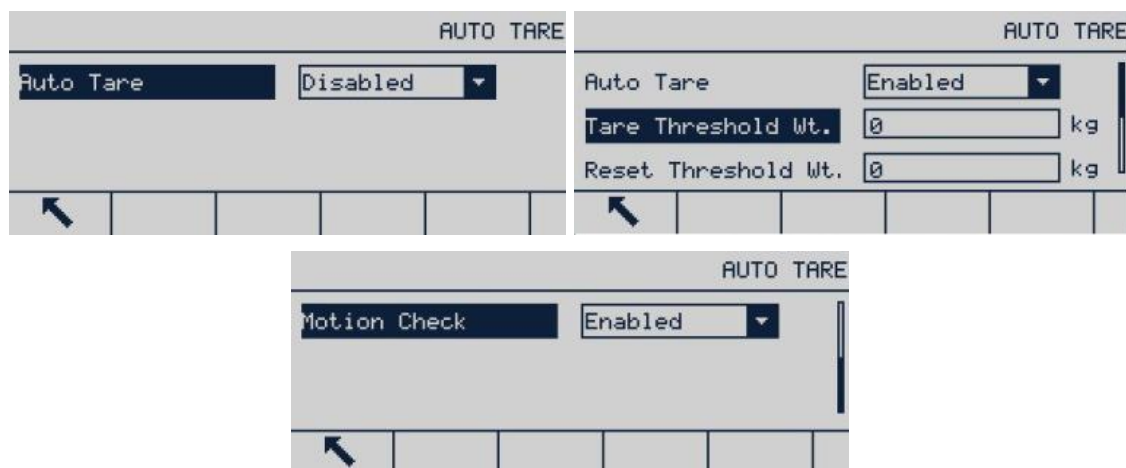 AUTO TARE
Auto Tare Disabled
AUTO TARE
Auto Tare Enabled
Tare Threshold Wt. 0 kg
Reset Threshold Wt. 0 kg
AUTO TARE
Motion Check Enabled